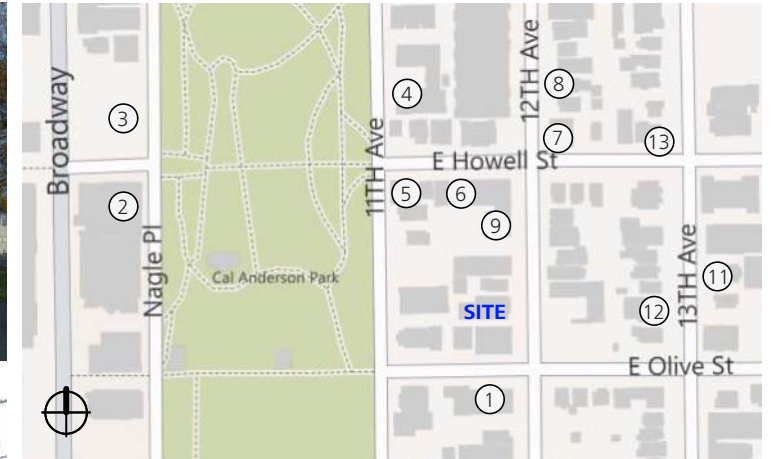 Broadway
Nagle Pl
11TH Ave
12TH Ave
13TH Ave
E Howell St
E Olive St
Cal Anderson Park
SITE
3
2
4
5
6
8
7
13
9
11
12
1